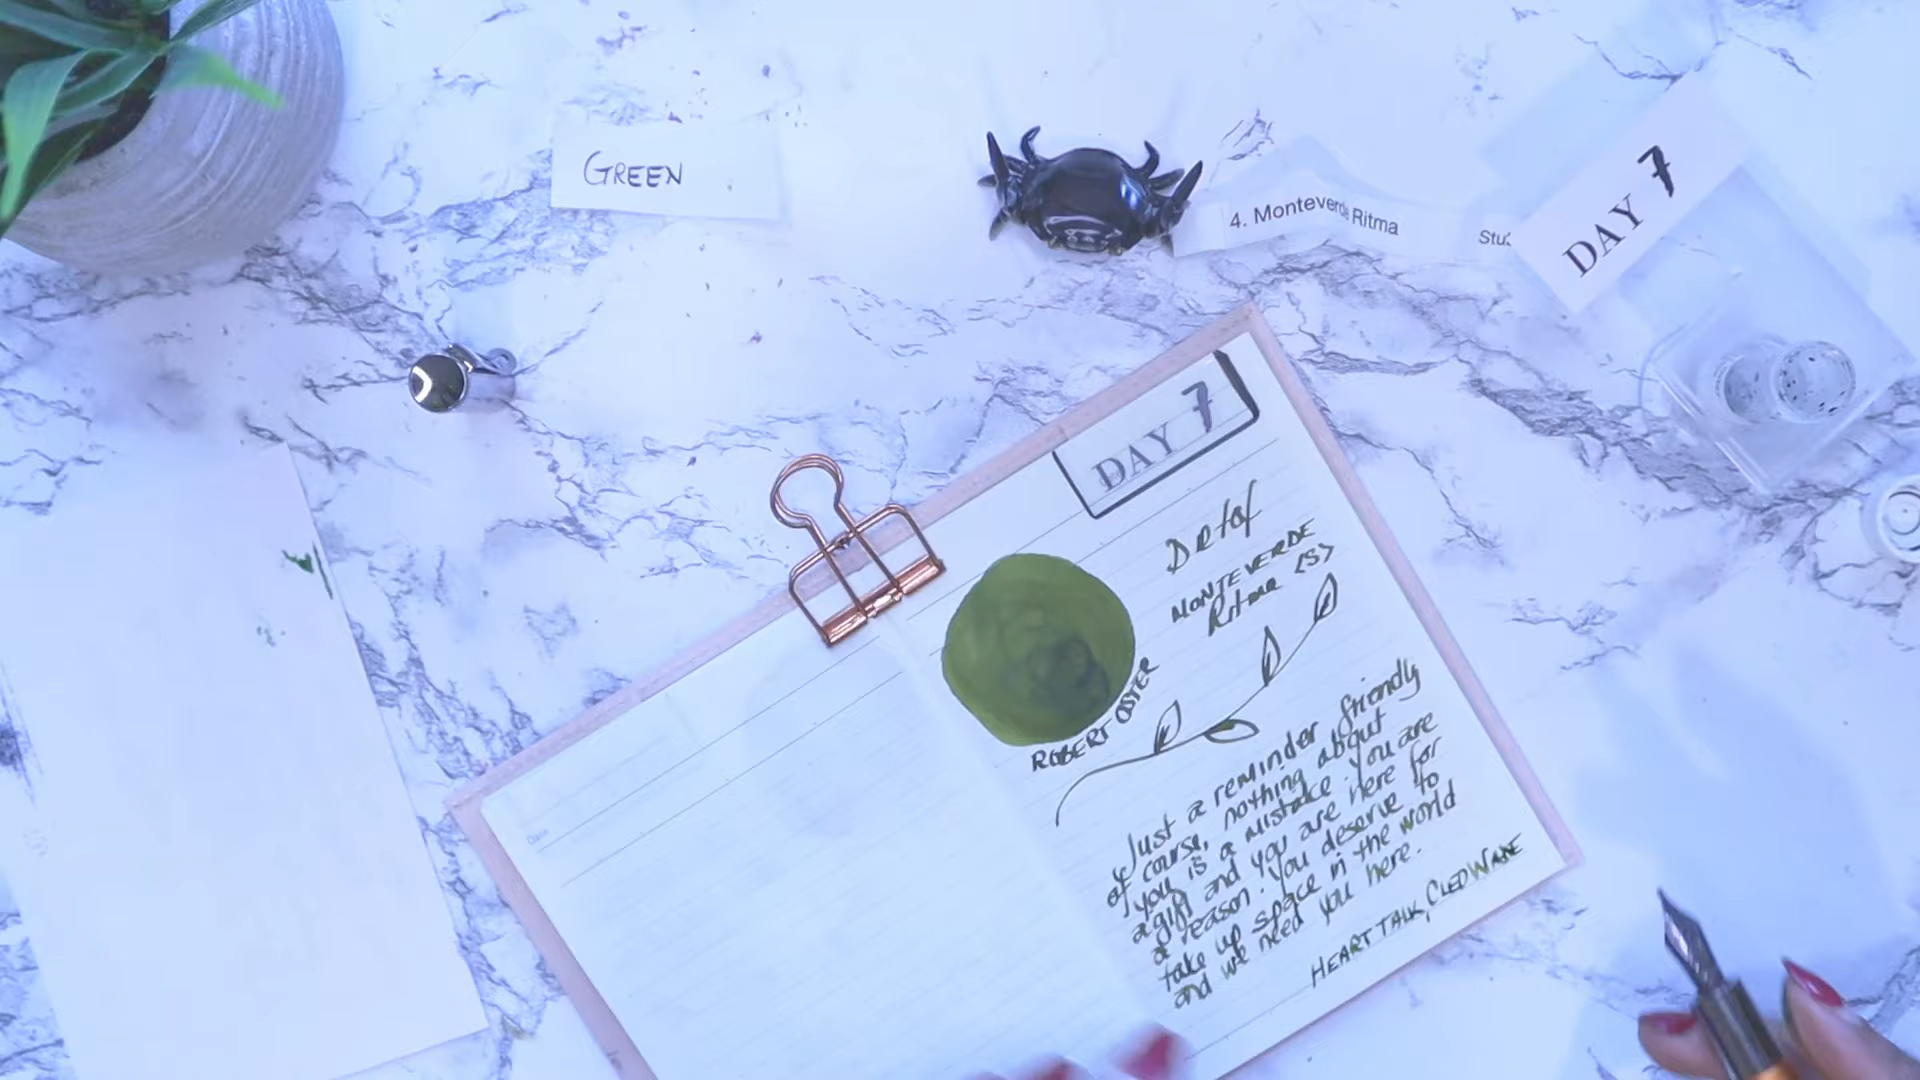 GREEN
4. Monteverde Ritma
DAY 7
DAY 7
MONTEVERDE
Ritma <S>
ROBERT OSTER
Just a reminder friendly
of course, nothing about
you is a mistake you are
a gift and you are here for
a reason. You deserve to
take up space in the world
and we need you here.
HEART TALK, CLEO WADE